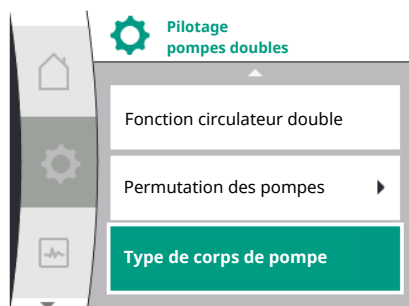 Pilotage
pompes doubles
Fonction circulateur double
Permutation des pompes
Type de corps de pompe